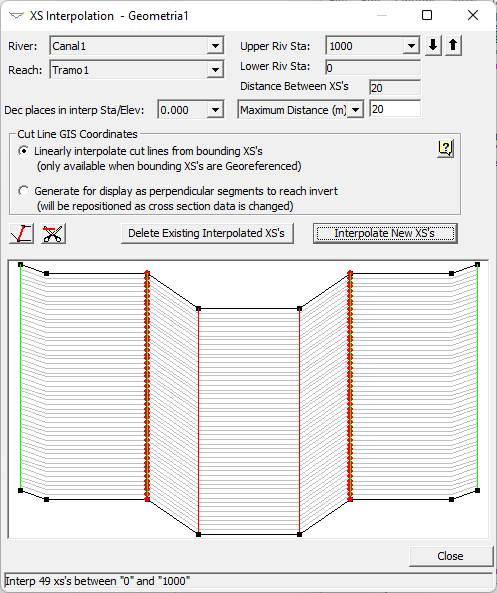 XS Interpolation - Geometria1
River: Canal1 Upper Riv Sta: 1000
Reach: Tramo1 Lower Riv Sta: 0
Distance Between XS's 20
Dec places in interp Sta/Elev: 0.000 Maximum Distance (m) 20
Cut Line GIS Coordinates
Linearly interpolate cut lines from bounding XS's
(only available when bounding XS's are Georeferenced)
Generate for display as perpendicular segments to reach invert
(will be repositioned as cross section data is changed)
Delete Existing Interpolated XS's Interpolate New XS's
Close
Interp 49 xs's between "0" and "1000"